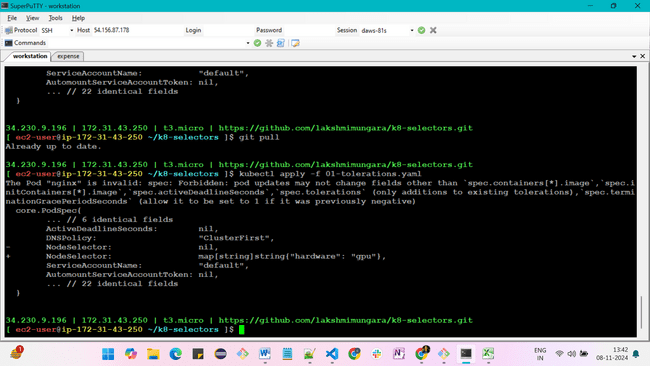 SuperPuTTY - workstation
File View Tools Help
Protocol SSH Host 54.156.87.178 Login Password Session daws-81s
Commands
workstation expense
ServiceAccountName: "default",
AutomountServiceAccountToken: nil,
... // 22 identical fields
}
34.230.9.196 | 172.31.43.250 | t3.micro | https://github.com/lakshmimungara/k8-selectors.git
[ ec2-user@ip-172-31-43-250 ~/k8-selectors ]$ git pull
Already up to date.
34.230.9.196 | 172.31.43.250 | t3.micro | https://github.com/lakshmimungara/k8-selectors.git
[ ec2-user@ip-172-31-43-250 ~/k8-selectors ]$ kubectl apply -f 01-tolerations.yaml
The Pod "nginx" is invalid: spec: Forbidden: pod updates may not change fields other than `spec.containers[*].image`,`spec.i
nitContainers[*].image`,`spec.activeDeadlineSeconds`,`spec.tolerations` (only additions to existing tolerations),`spec.termi
nationGracePeriodSeconds` (allow it to be set to 1 if it was previously negative)
core.PodSpec{
... // 6 identical fields
ActiveDeadlineSeconds: nil,
DNSPolicy: "ClusterFirst",
- NodeSelector: nil,
+ NodeSelector: map[string]string{"hardware": "gpu"},
ServiceAccountName: "default",
AutomountServiceAccountToken: nil,
... // 22 identical fields
}
34.230.9.196 | 172.31.43.250 | t3.micro | https://github.com/lakshmimungara/k8-selectors.git
[ ec2-user@ip-172-31-43-250 ~/k8-selectors ]$
ENG
IN
13:42
08-11-2024